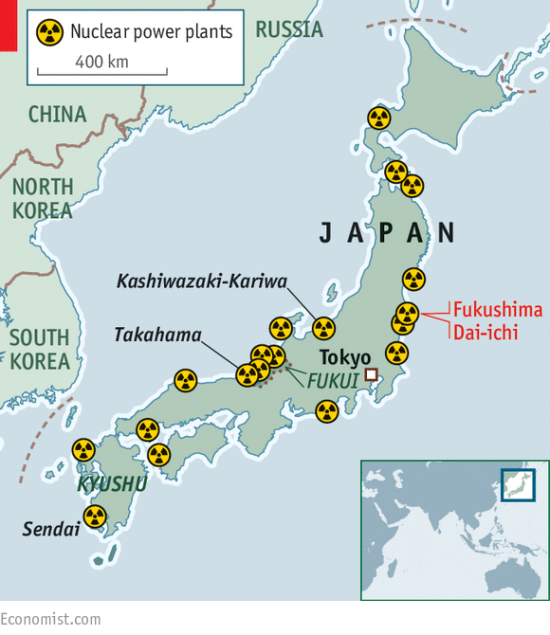 Nuclear power plants
400 km
RUSSIA
CHINA
NORTH
KOREA
JAPAN
Kashiwazaki-Kariwa
Fukushima
Dai-ichi
Takahama
SOUTH
KOREA
Tokyo
FUKUI
KYUSHU
Sendai
Economist.com